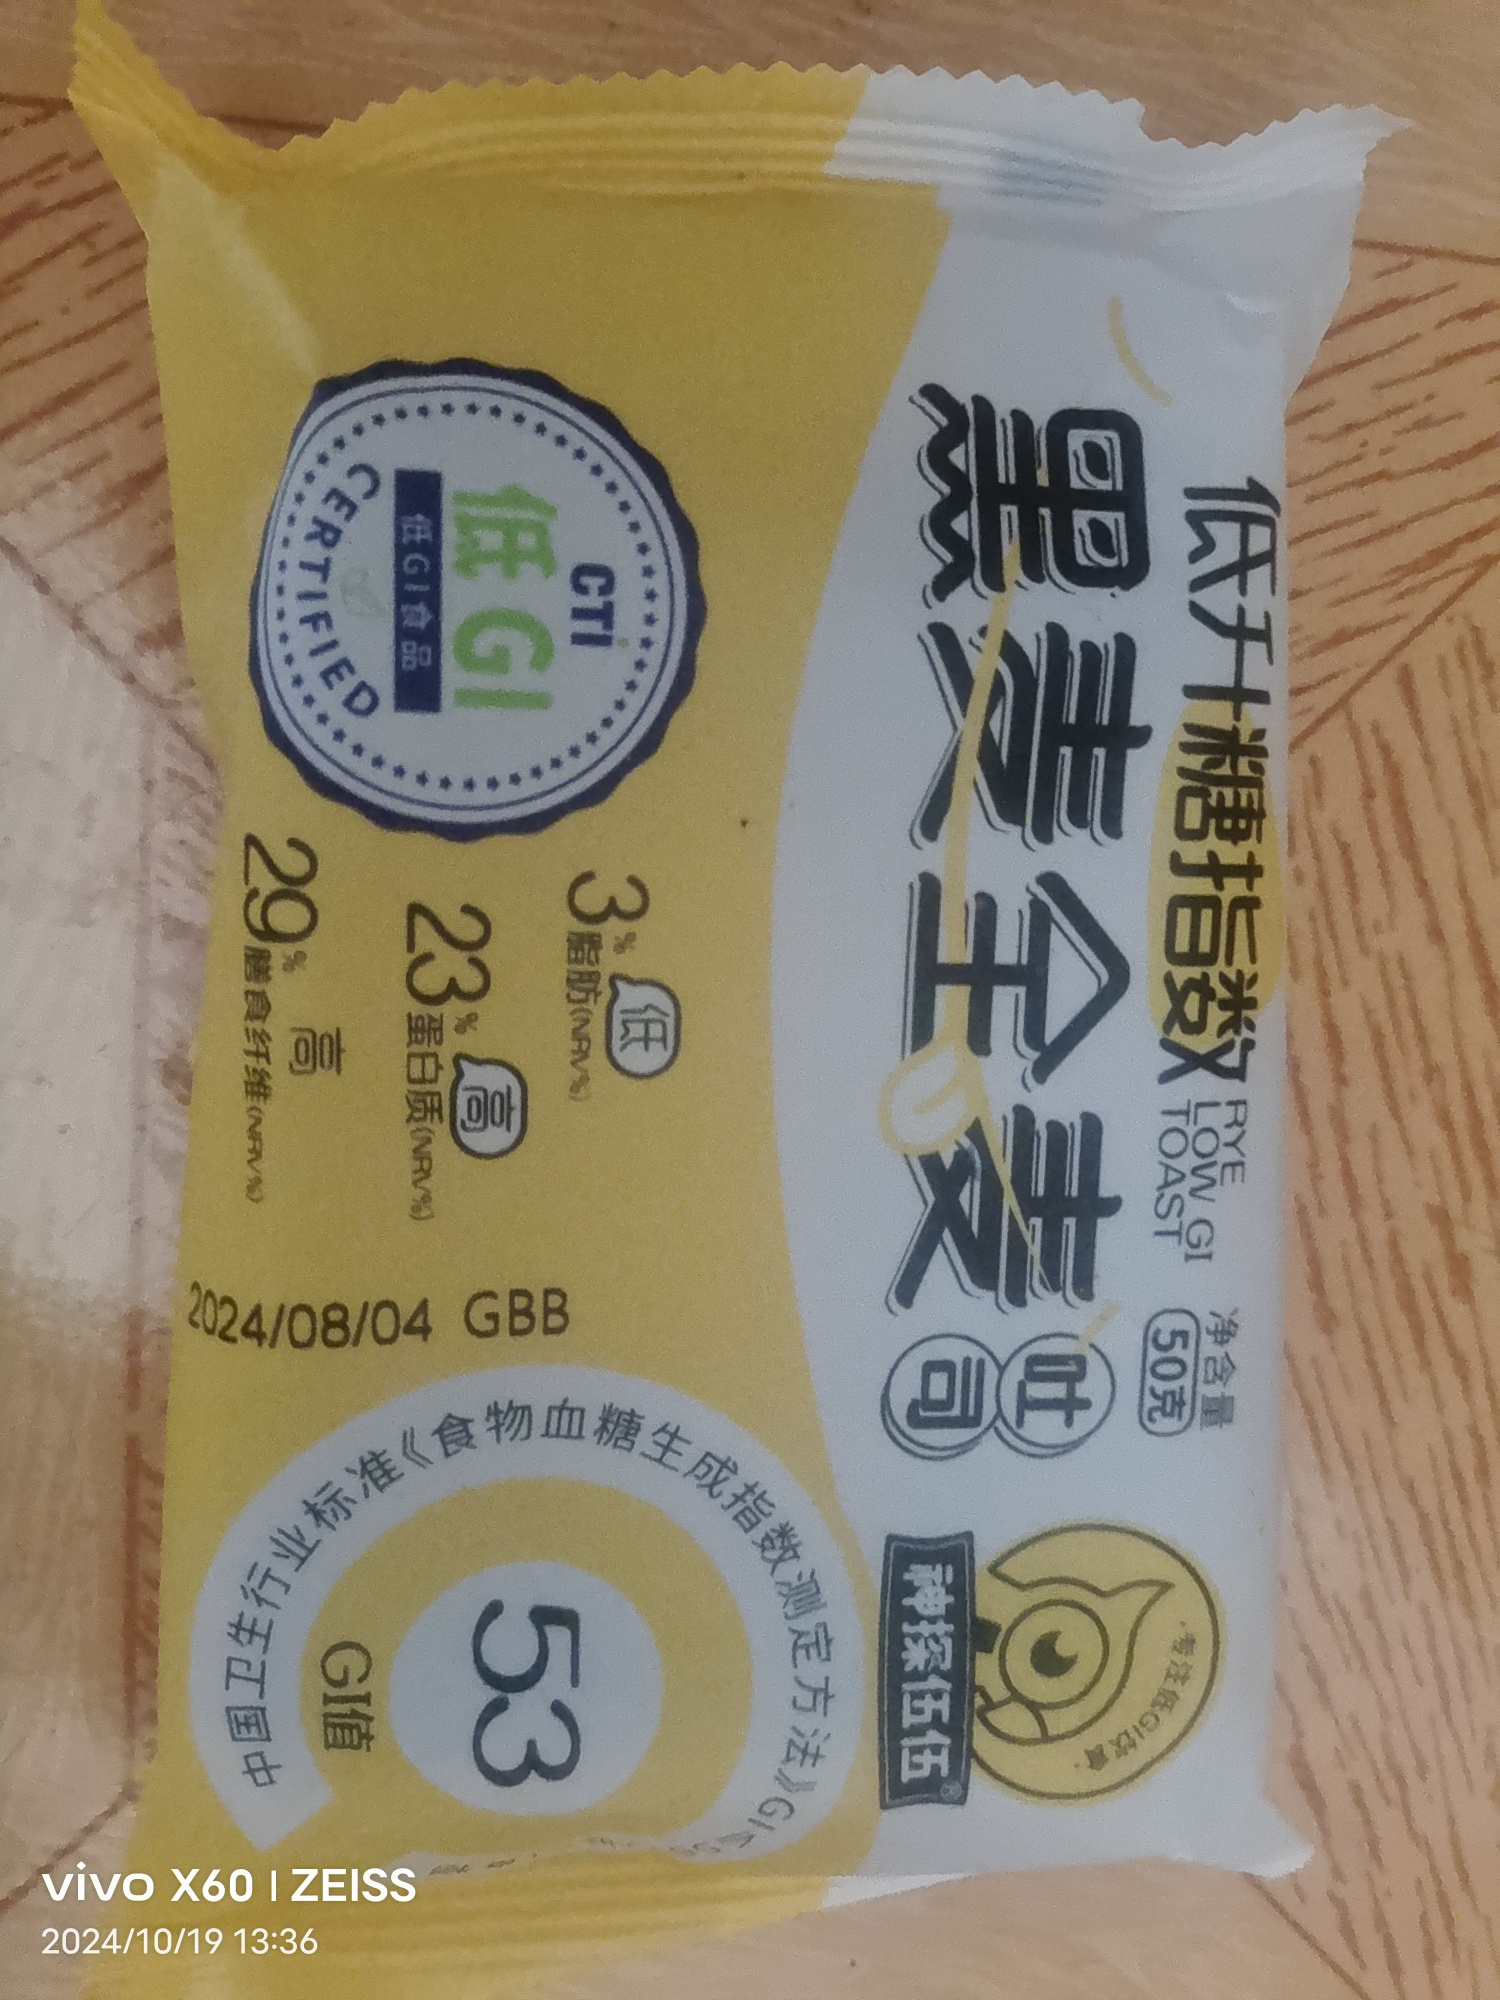 专注低GI饮食
神探伍伍®
低升糖指数
RYE
LOW GI
TOAST
净含量
50克
黑麦全麦
吐司
CTI
低GI
低GI食品
CERTIFIED
3%脂肪(NRV%)
低
23%蛋白质(NRV%)
高
29%膳食纤维(NRV%)
高
2024/08/04 GBB
中国卫生行业标准《食物血糖生成指数测定方法》GI
53
GI值
vivo X60 | ZEISS
2024/10/19 13:36